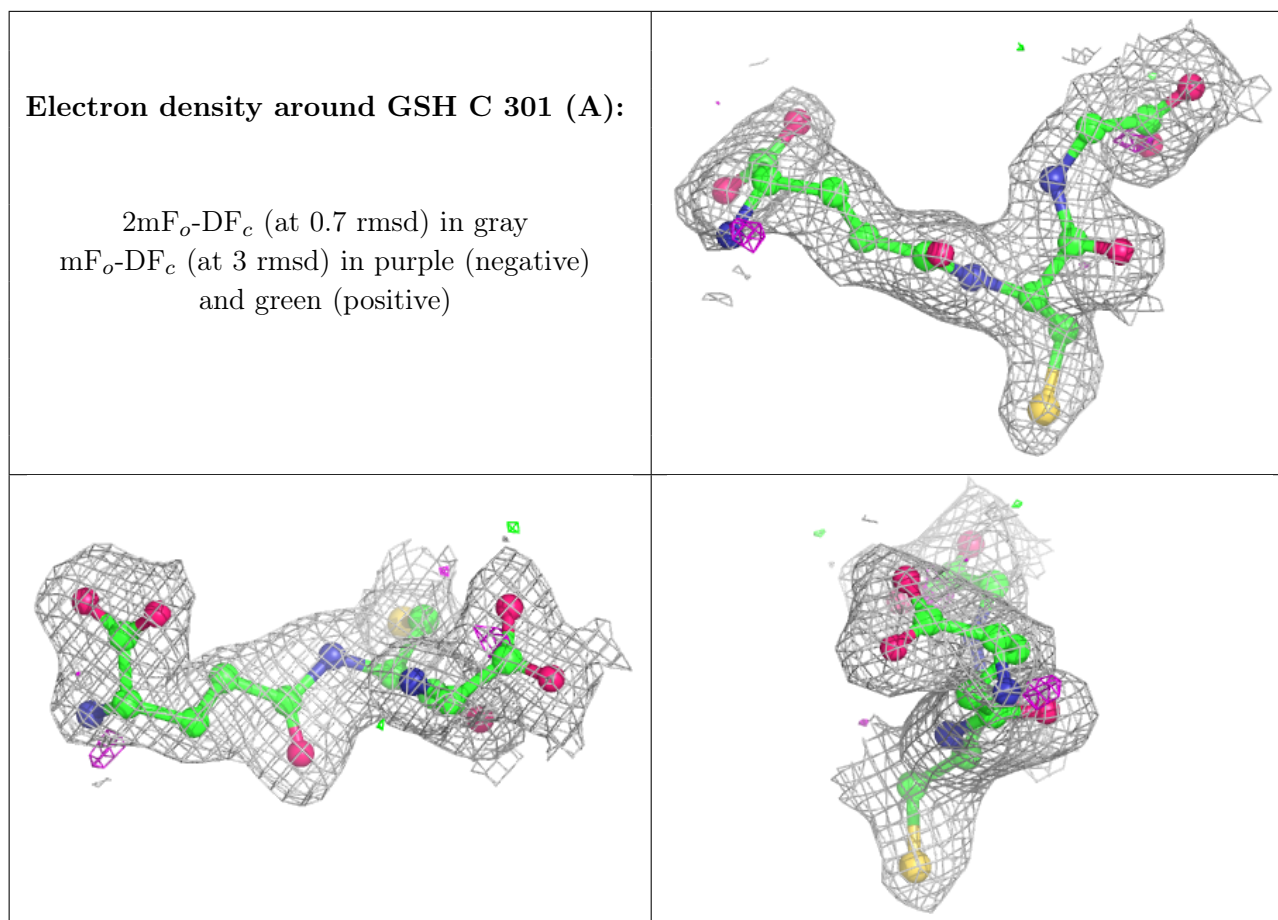 Electron density around GSH C 301 (A):
2mFo-DFc (at 0.7 rmsd) in gray
mFo-DFc (at 3 rmsd) in purple (negative)
and green (positive)